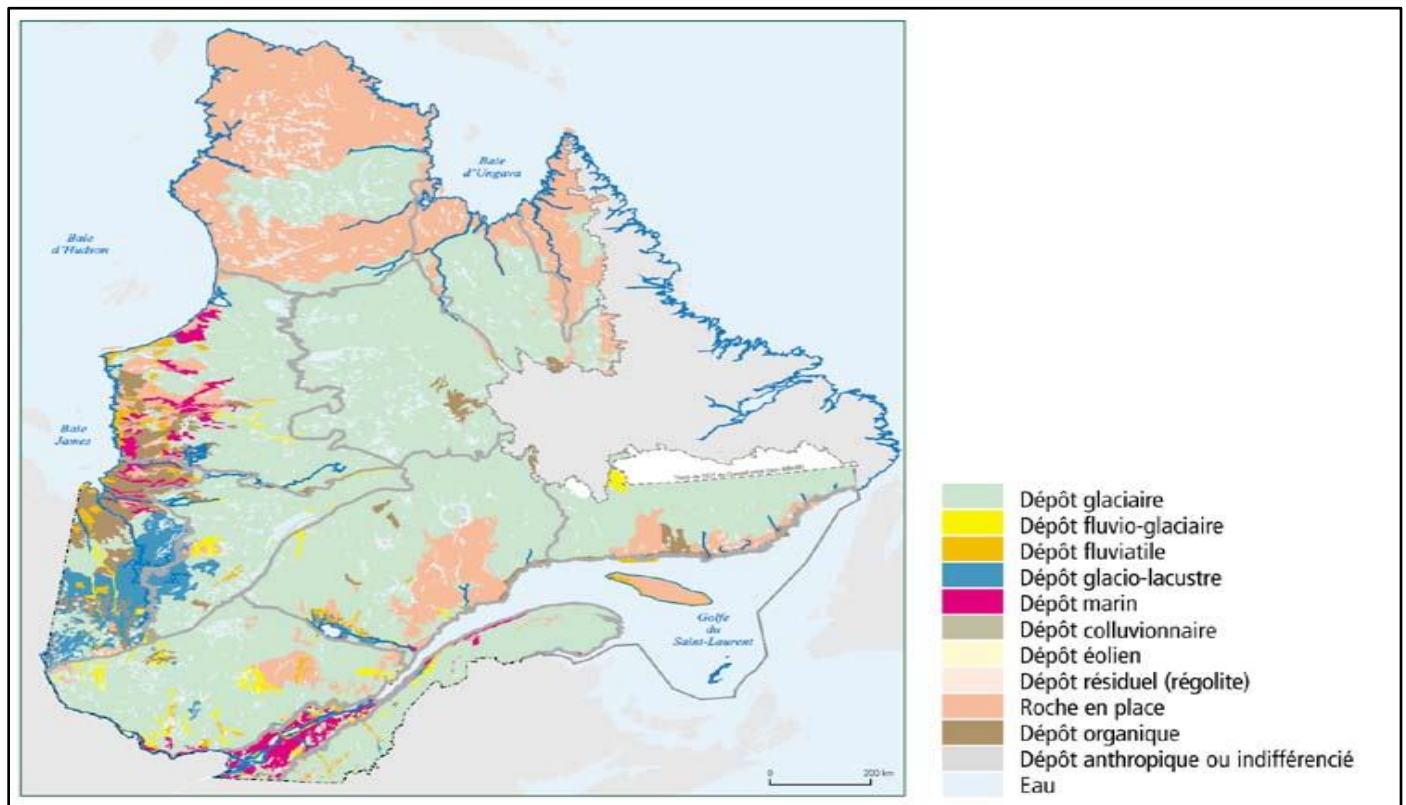 Baie
d'Ungava
Baie
d'Hudson
Baie
James
Golfe
du
Saint-Laurent
0 200 km
Dépôt glaciaire
Dépôt fluvio-glaciaire
Dépôt fluviatile
Dépôt glacio-lacustre
Dépôt marin
Dépôt colluvionnaire
Dépôt éolien
Dépôt résiduel (régolite)
Roche en place
Dépôt organique
Dépôt anthropique ou indifférencié
Eau